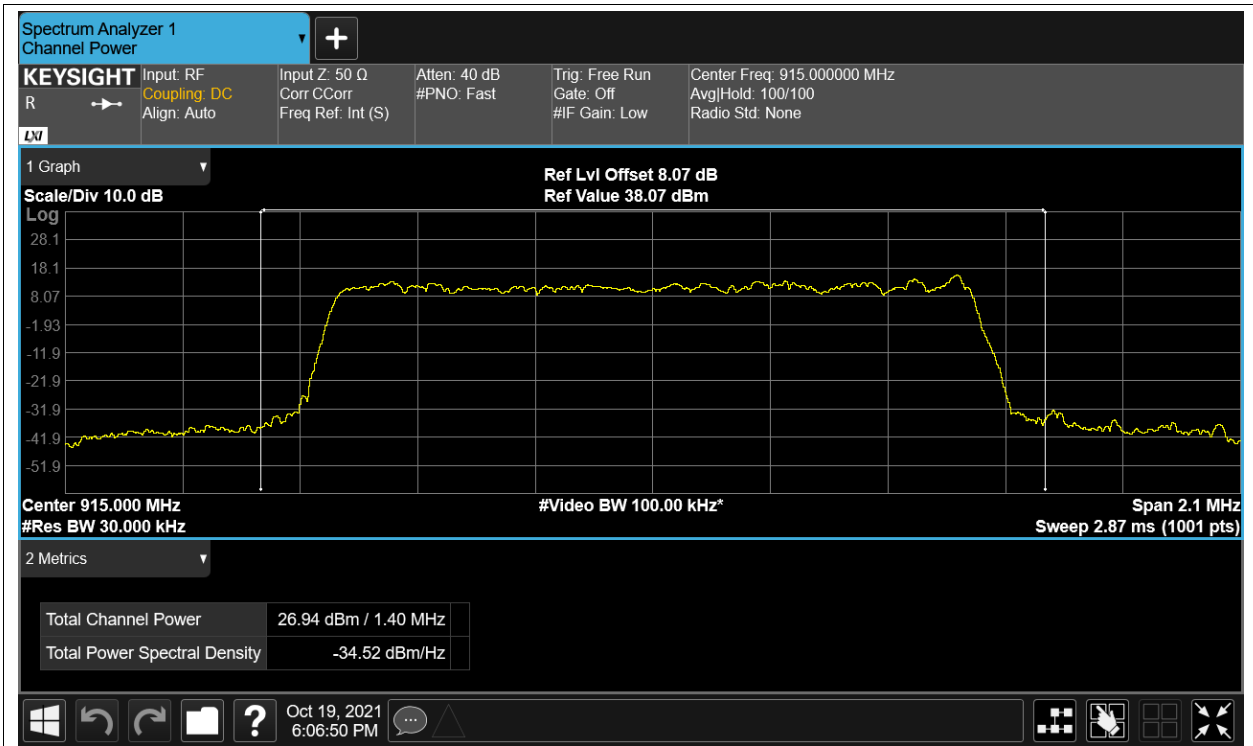 Spectrum Analyzer 1
Channel Power
KEYSIGHT
R
LXI
Input: RF
Coupling: DC
Align: Auto
Input Z: 50 Ω
Corr CCorr
Freq Ref: Int (S)
Atten: 40 dB
#PNO: Fast
Trig: Free Run
Gate: Off
#IF Gain: Low
Center Freq: 915.000000 MHz
Avg|Hold: 100/100
Radio Std: None
1 Graph
Scale/Div 10.0 dB
Ref Lvl Offset 8.07 dB
Ref Value 38.07 dBm
Log
28.1
18.1
8.07
-1.93
-11.9
-21.9
-31.9
-41.9
-51.9
Center 915.000 MHz
#Video BW 100.00 kHz*
Span 2.1 MHz
#Res BW 30.000 kHz
Sweep 2.87 ms (1001 pts)
2 Metrics
Total Channel Power 26.94 dBm / 1.40 MHz
Total Power Spectral Density -34.52 dBm/Hz
?
Oct 19, 2021
6:06:50 PM